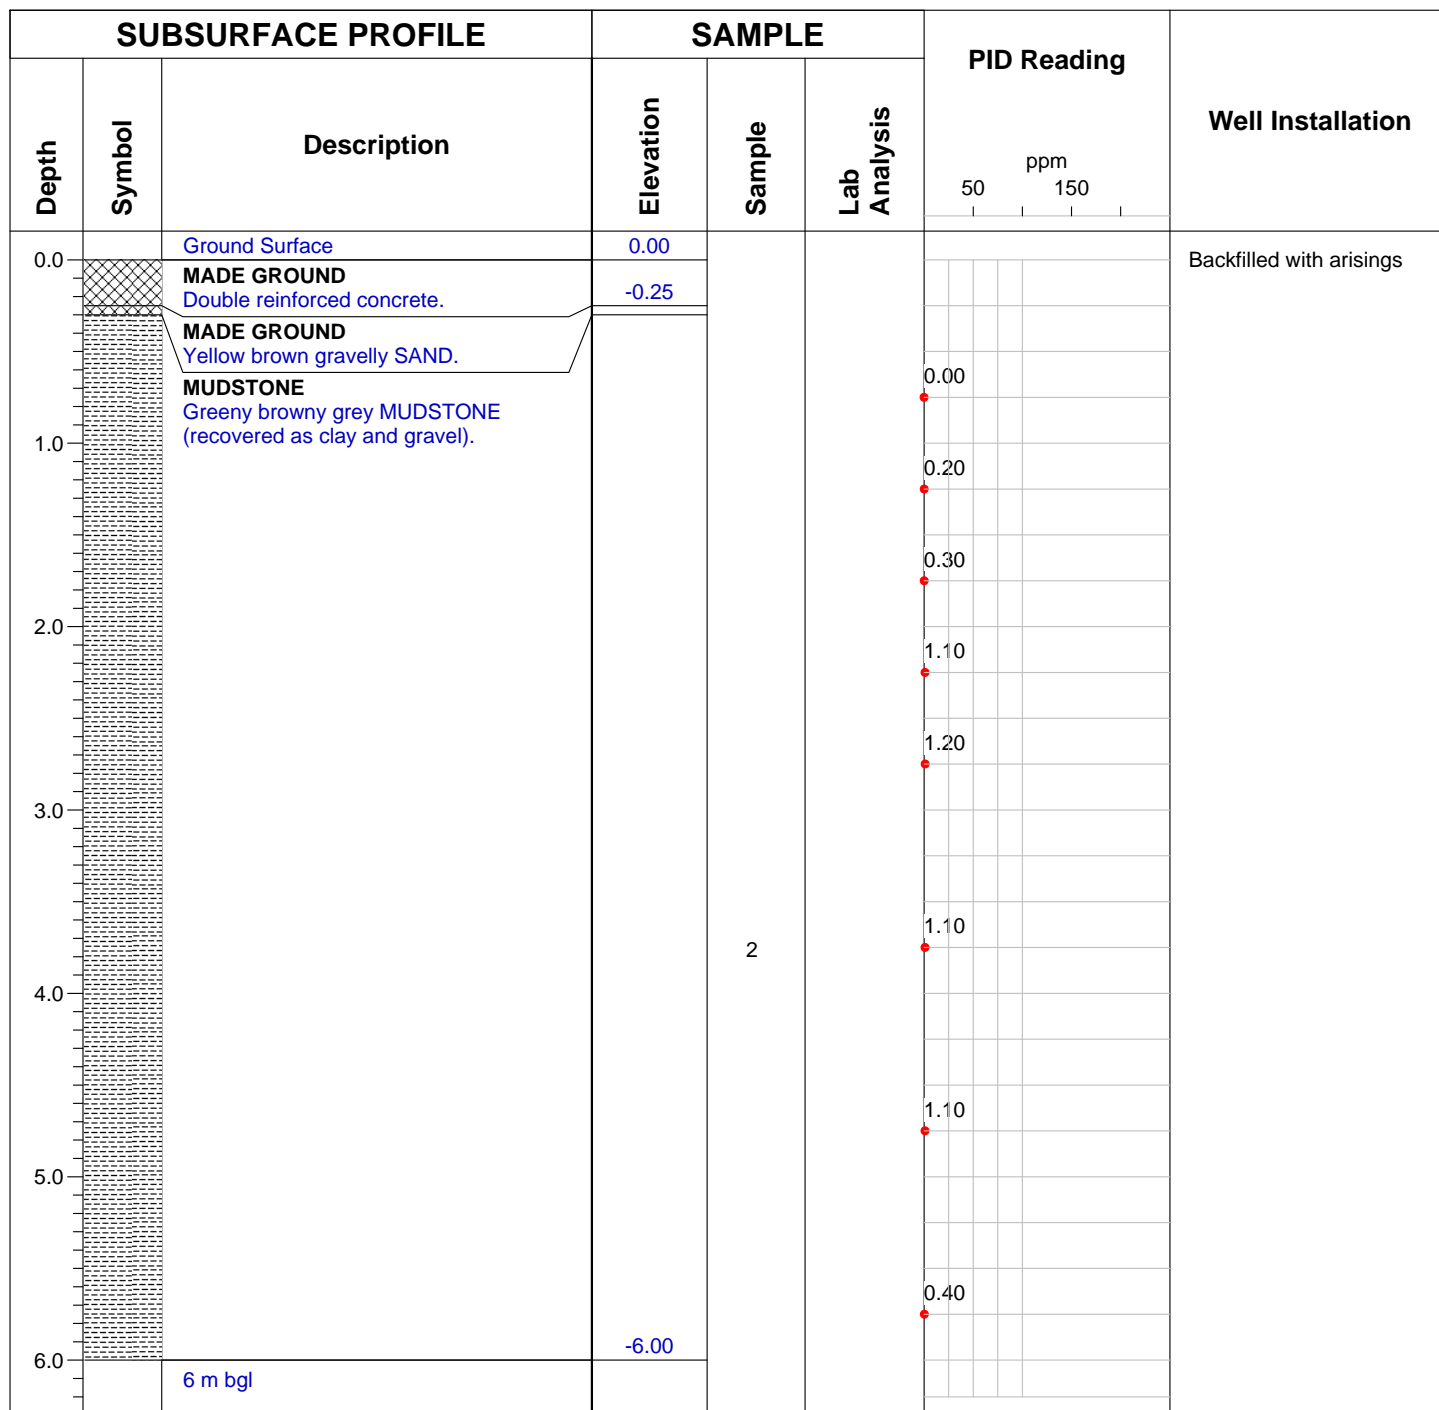 SUBSURFACE PROFILE
SAMPLE
PID Reading
Well Installation
Depth
Symbol
Description
Elevation
Sample
Lab
Analysis
ppm
50 150
Ground Surface
0.00
0.0
Backfilled with arisings
MADE GROUND
Double reinforced concrete.
-0.25
MADE GROUND
Yellow brown gravelly SAND.
0.00
MUDSTONE
Greeny browny grey MUDSTONE
(recovered as clay and gravel).
1.0
0.20
0.30
2.0
1.10
1.20
3.0
1.10
2
4.0
1.10
5.0
0.40
-6.00
6.0
6 m bgl